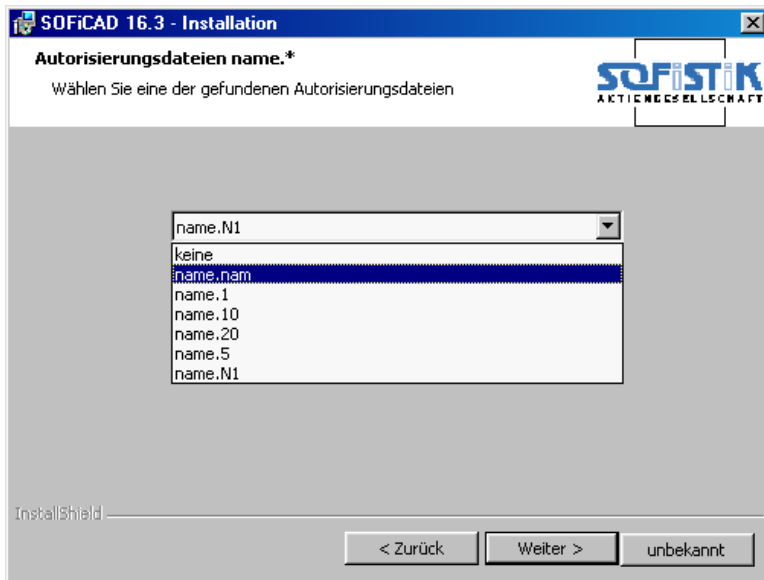 SOFiCAD 16.3 - Installation
Autorisierungsdateien name.*
Wählen Sie eine der gefundenen Autorisierungsdateien
SOFiSTiK
AKTIENGESELLSCHAFT
name.N1
keine
name.nam
name.1
name.10
name.20
name.5
name.N1
InstallShield
< Zurück
Weiter >
unbekannt